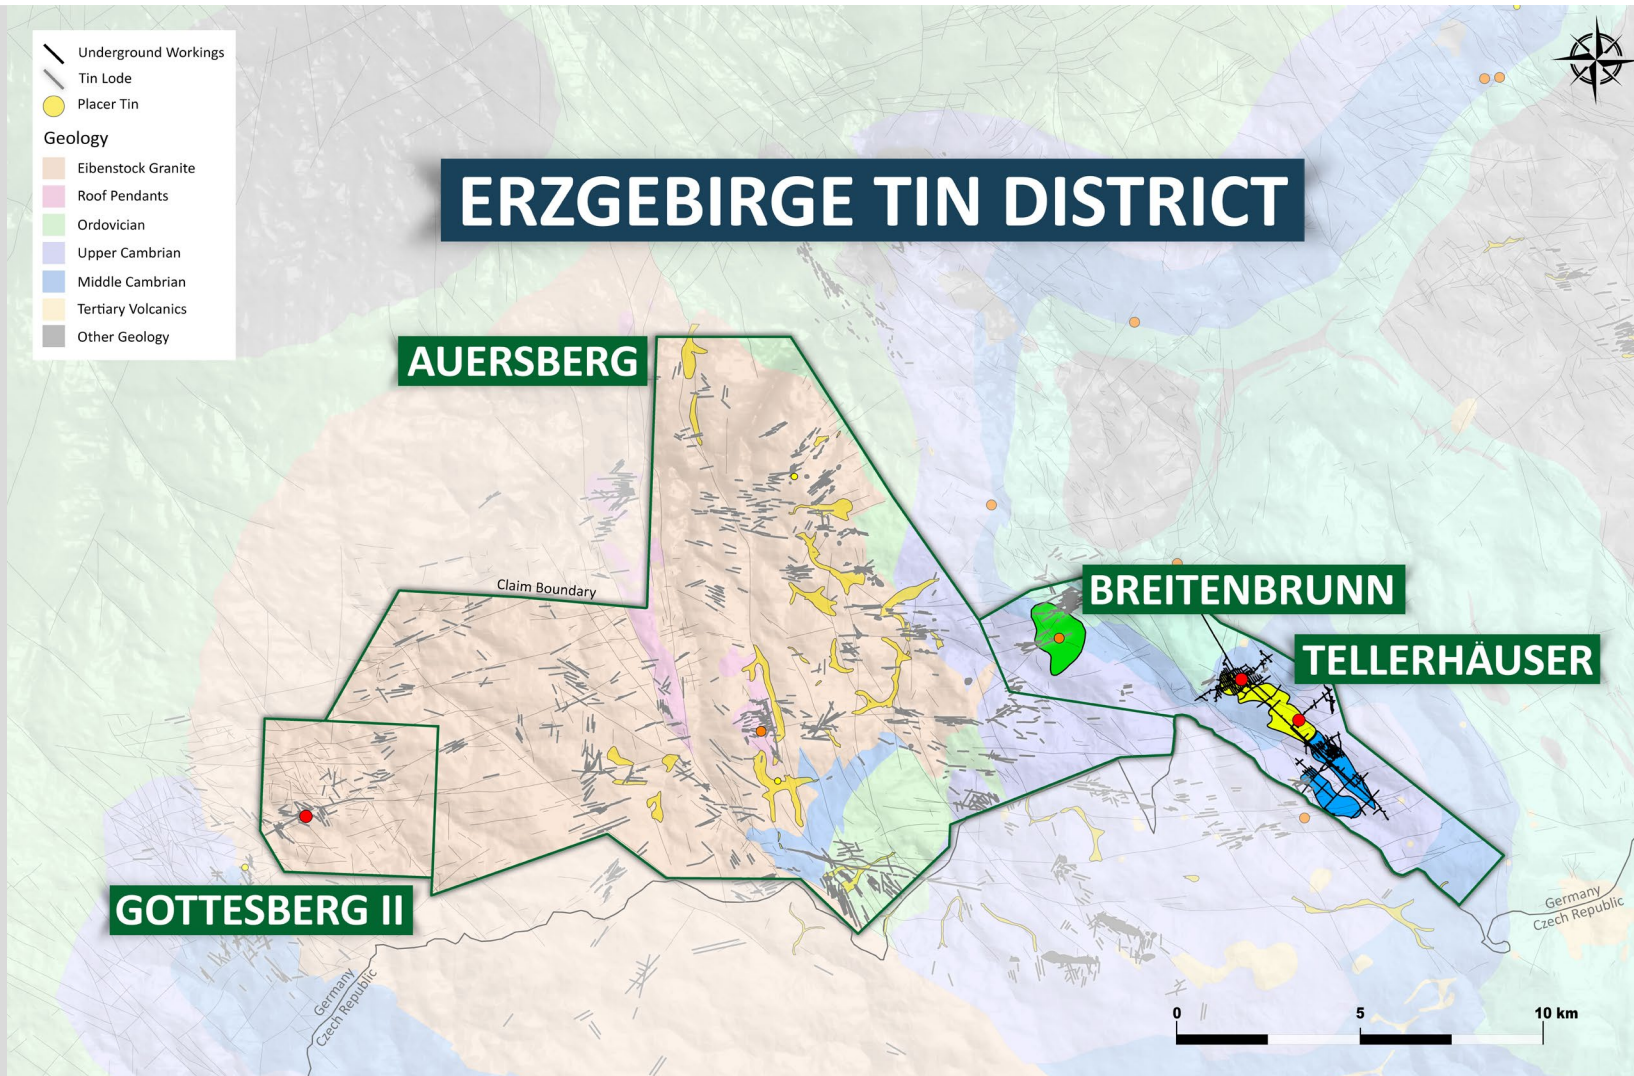 Underground Workings
Tin Lode
Placer Tin
Geology
Eibenstock Granite
Roof Pendants
Ordovician
Upper Cambrian
Middle Cambrian
Tertiary Volcanics
Other Geology
ERZGEBIRGE TIN DISTRICT
AUERSBERG
Claim Boundary
BREITENBRUNN
TELLERHÄUSER
GOTTESBERG II
Germany
Czech Republic
Germany
Czech Republic
0 5 10 km